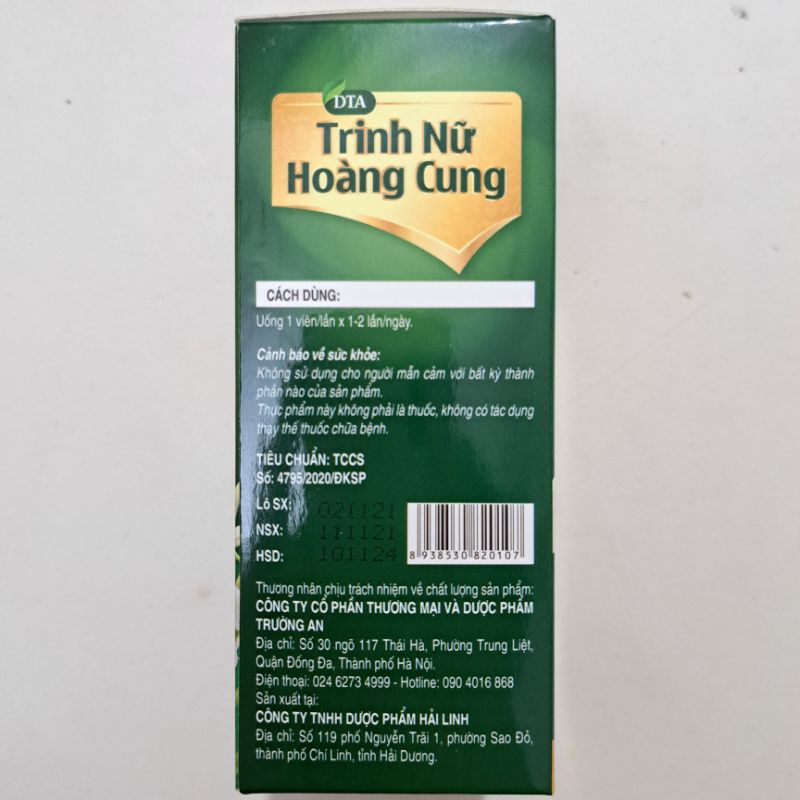 DTA
Trinh Nữ
Hoàng Cung
CÁCH DÙNG:
Uống 1 viên/lần x 1-2 lần/ngày.
Cảnh báo về sức khỏe:
Không sử dụng cho người mẫn cảm với bất kỳ thành
phần nào của sản phẩm.
Thực phẩm này không phải là thuốc, không có tác dụng
thay thế thuốc chữa bệnh.
TIÊU CHUẨN: TCCS
Số: 4795/2020/ĐKSP
Lô SX: 021121
NSX: 111121
HSD: 101124
8 938530 820107
Thương nhân chịu trách nhiệm về chất lượng sản phẩm:
CÔNG TY CỔ PHẦN THƯƠNG MẠI VÀ DƯỢC PHẨM
TRƯỜNG AN
Địa chỉ: Số 30 ngõ 117 Thái Hà, Phường Trung Liệt,
Quận Đống Đa, Thành phố Hà Nội.
Điện thoại: 024 6273 4999 - Hotline: 090 4016 868
Sản xuất tại:
CÔNG TY TNHH DƯỢC PHẨM HẢI LINH
Địa chỉ: Số 119 phố Nguyễn Trãi 1, phường Sao Đỏ,
thành phố Chí Linh, tỉnh Hải Dương.